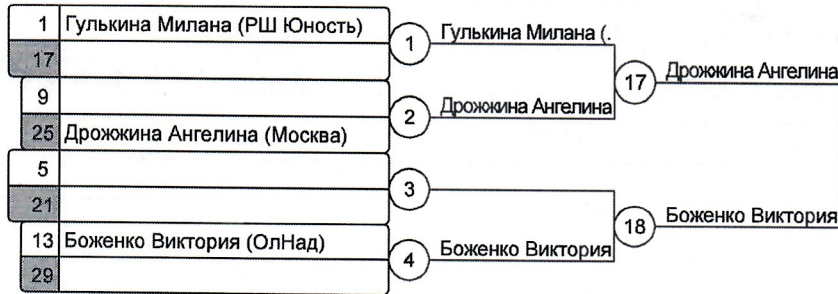 1 Гулькина Милана (РШ Юность)
1 Гулькина Милана (.
17
17 Дрожжина Ангелина
9
2 Дрожжина Ангелина
25 Дрожжина Ангелина (Москва)
5
3
21
18 Боженко Виктория
13 Боженко Виктория (ОлНад)
4 Боженко Виктория
29